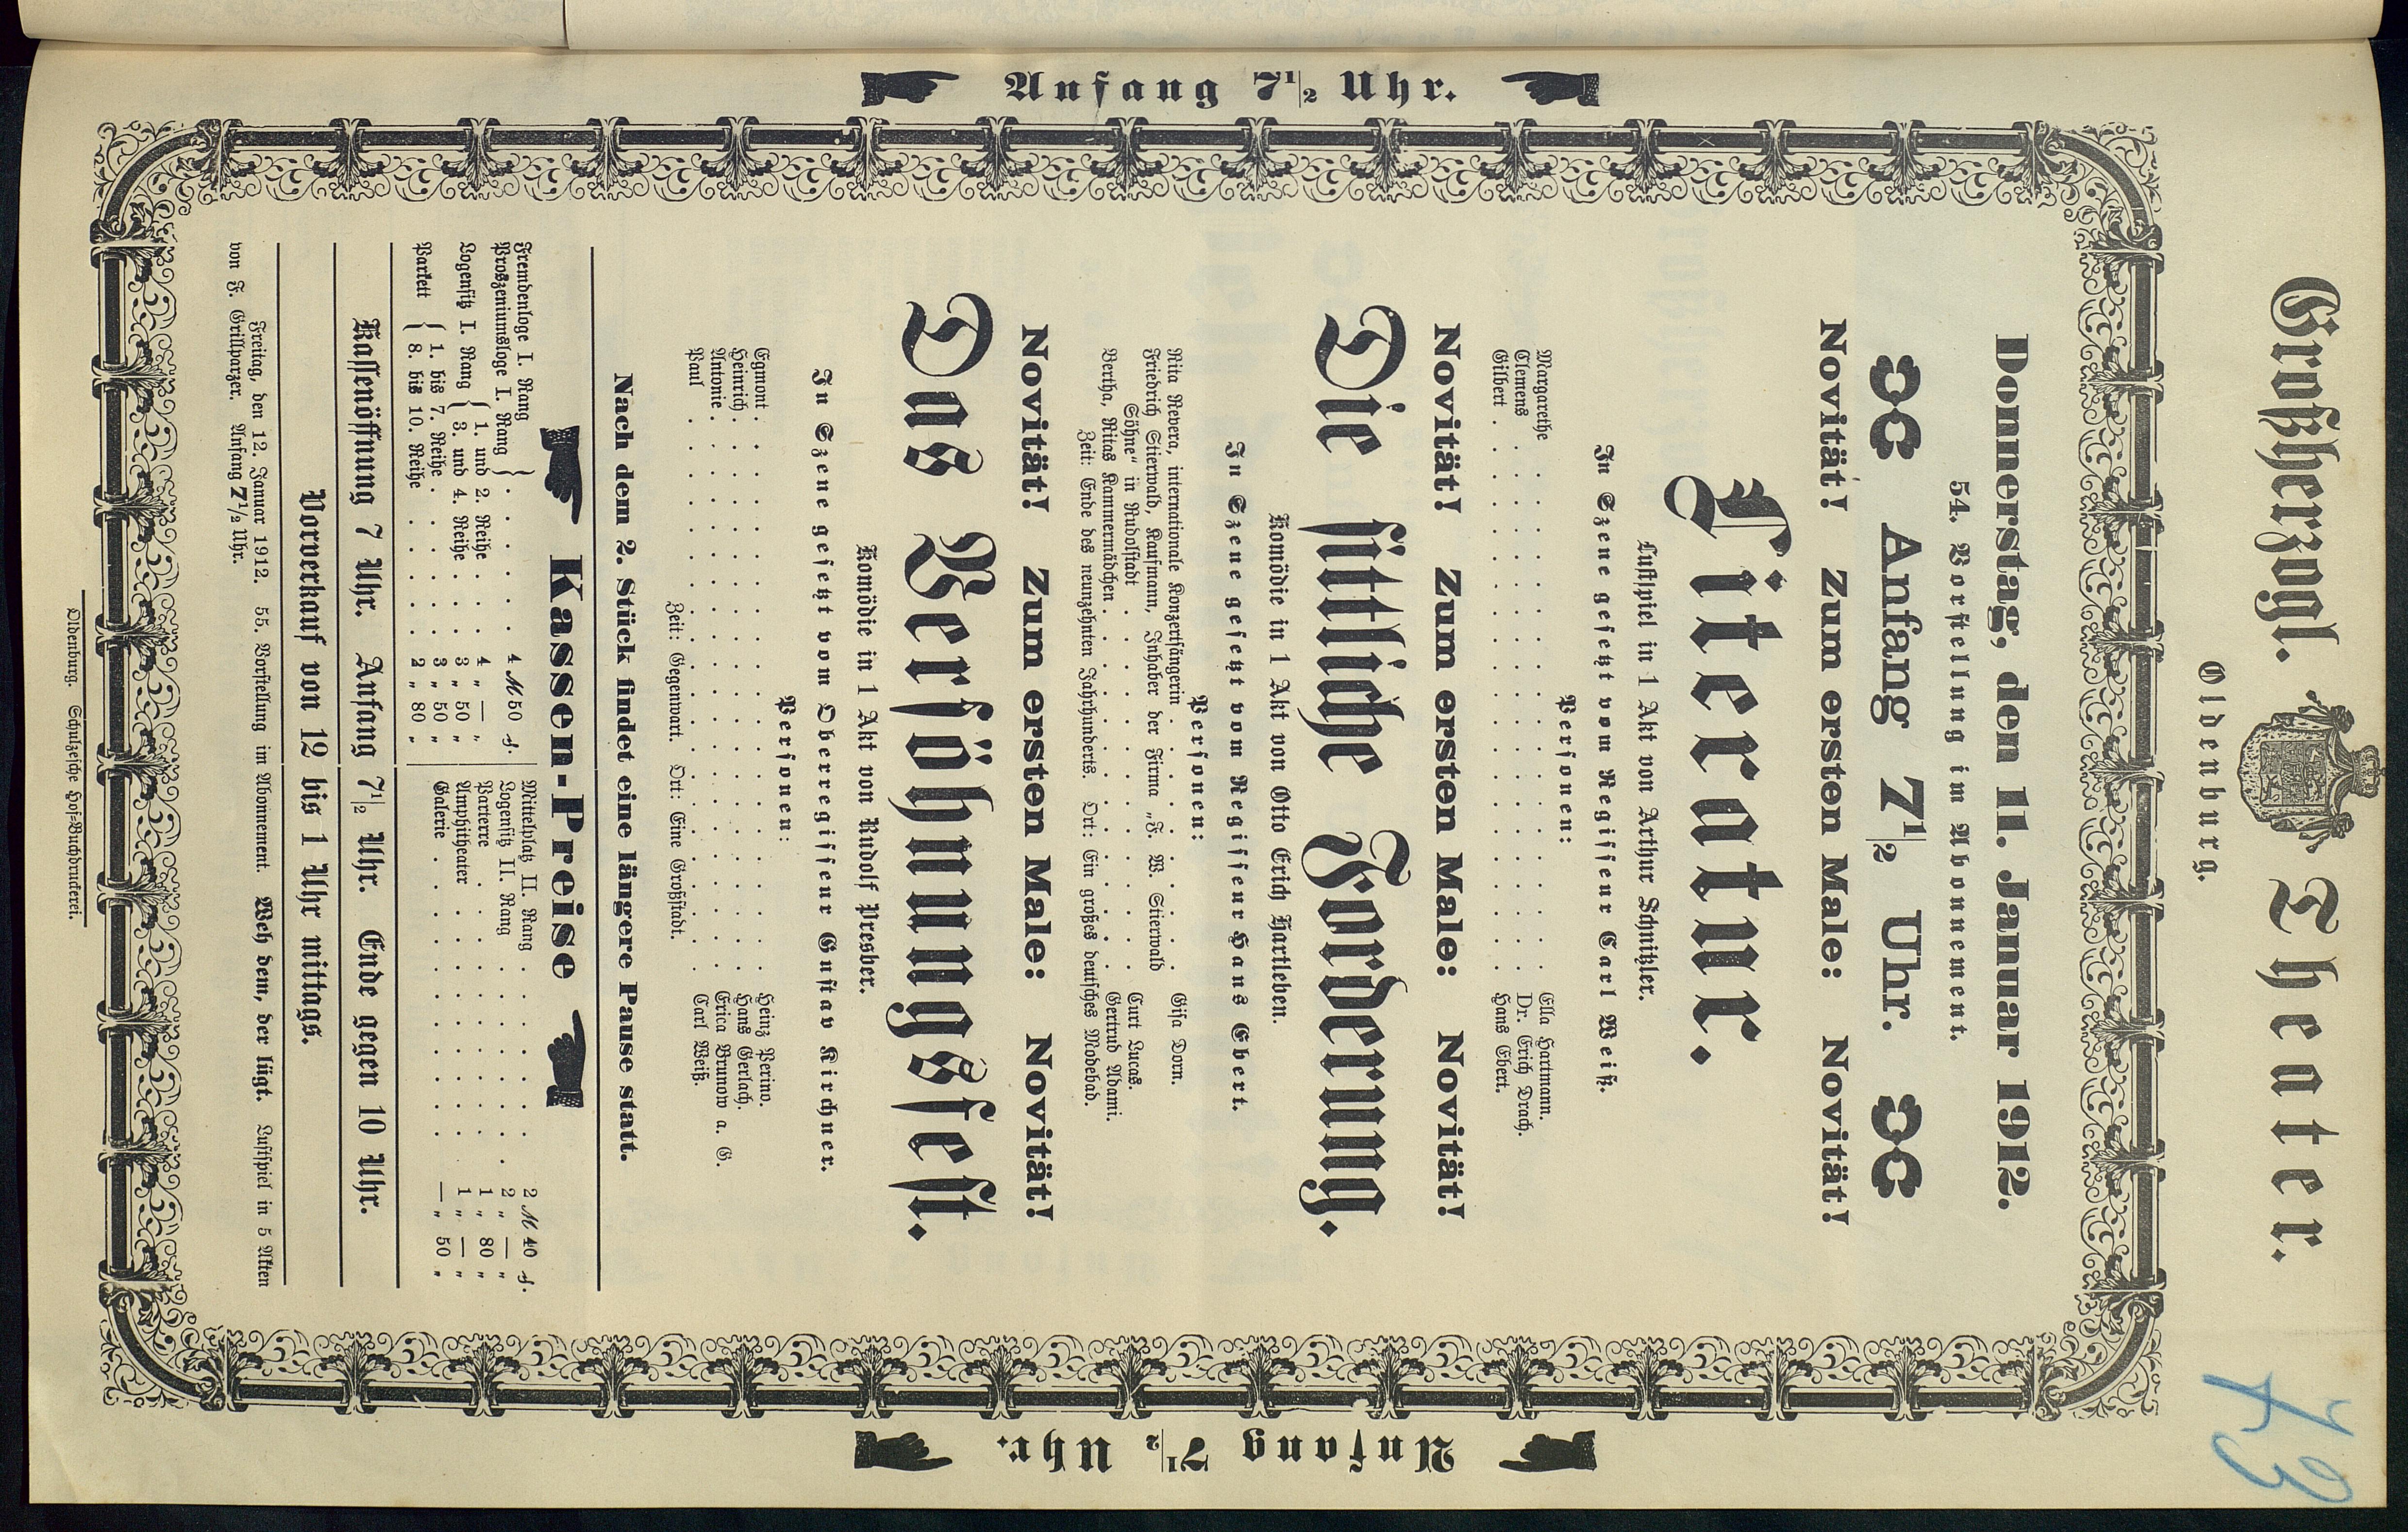 Großherzogl. Theater.
Oldenburg.
73
Donnerstag, den 11. Januar 1912.
54. Vorstellung im Abonnement.
Anfang 7 1/2 Uhr.
Novität! Zum ersten Male: Novität!
Literatur.
Lustspiel in 1 Akt von Arthur Schnitzler.
In Szene gesetzt vom Regisseur Carl Weiß.
Personen:
Margarethe . . . . . . . . . . Ella Hartmann.
Clemens . . . . . . . . . . Dr. Erich Drach.
Gilbert . . . . . . . . . . Hans Ebert.
Novität! Zum ersten Male: Novität!
Die sittliche Forderung.
Komödie in 1 Akt von Otto Erich Hartleben.
In Szene gesetzt vom Regisseur Hans Ebert.
Personen:
Rita Revera, internationale Konzertsängerin . . . . . . Gisa Dorn.
Friedrich Stierwald, Kaufmann, Inhaber der Firma „F. W. Stierwald
Söhne“ in Rudolstadt . . . . . . . . Curt Lucas.
Bertha, Ritas Kammermädchen . . . . . . . . Gertrud Adami.
Zeit: Ende des neunzehnten Jahrhunderts. Ort: Ein großes deutsches Modebad.
Novität! Zum ersten Male: Novität!
Das Versöhnungsfest.
Komödie in 1 Akt von Rudolf Presber.
In Szene gesetzt vom Oberregisseur Gustav Kirchner.
Personen:
Egmont . . . . . . . . . . Heinz Perino.
Heinrich . . . . . . . . . . Hans Gerlach.
Antonie . . . . . . . . . . Erica Brunow a. G.
Paul . . . . . . . . . . Carl Weiß.
Zeit: Gegenwart. Ort: Eine Großstadt.
Nach dem 2. Stück findet eine längere Pause statt.
Kassen-Preise
Fremdenloge I. Rang
Proszeniumsloge I. Rang } . . . . 4 M 50 ₰.
Logensitz I. Rang { 1. und 2. Reihe . . . 4 „ — „
3. und 4. Reihe . . . 3 „ 50 „
Parkett { 1. bis 7. Reihe . . . . 3 „ 50 „
8. bis 10. Reihe . . . . 2 „ 80 „
Mittelplatz II. Rang . . . . 2 M 40 ₰.
Logensitz II. Rang . . . . 2 „ — „
Parterre . . . . . . 1 „ 80 „
Amphitheater . . . . . 1 „ — „
Galerie . . . . . . — „ 50 „
Kassenöffnung 7 Uhr. Anfang 7 1/2 Uhr. Ende gegen 10 Uhr.
Vorverkauf von 12 bis 1 Uhr mittags.
Freitag, den 12. Januar 1912. 55. Vorstellung im Abonnement. Weh dem, der lügt. Lustspiel in 5 Akten
von F. Grillparzer. Anfang 7 1/2 Uhr.
Oldenburg. Schulzesche Hof-Buchdruckerei.
Anfang 7 1/2 Uhr.
Anfang 7 1/2 Uhr.